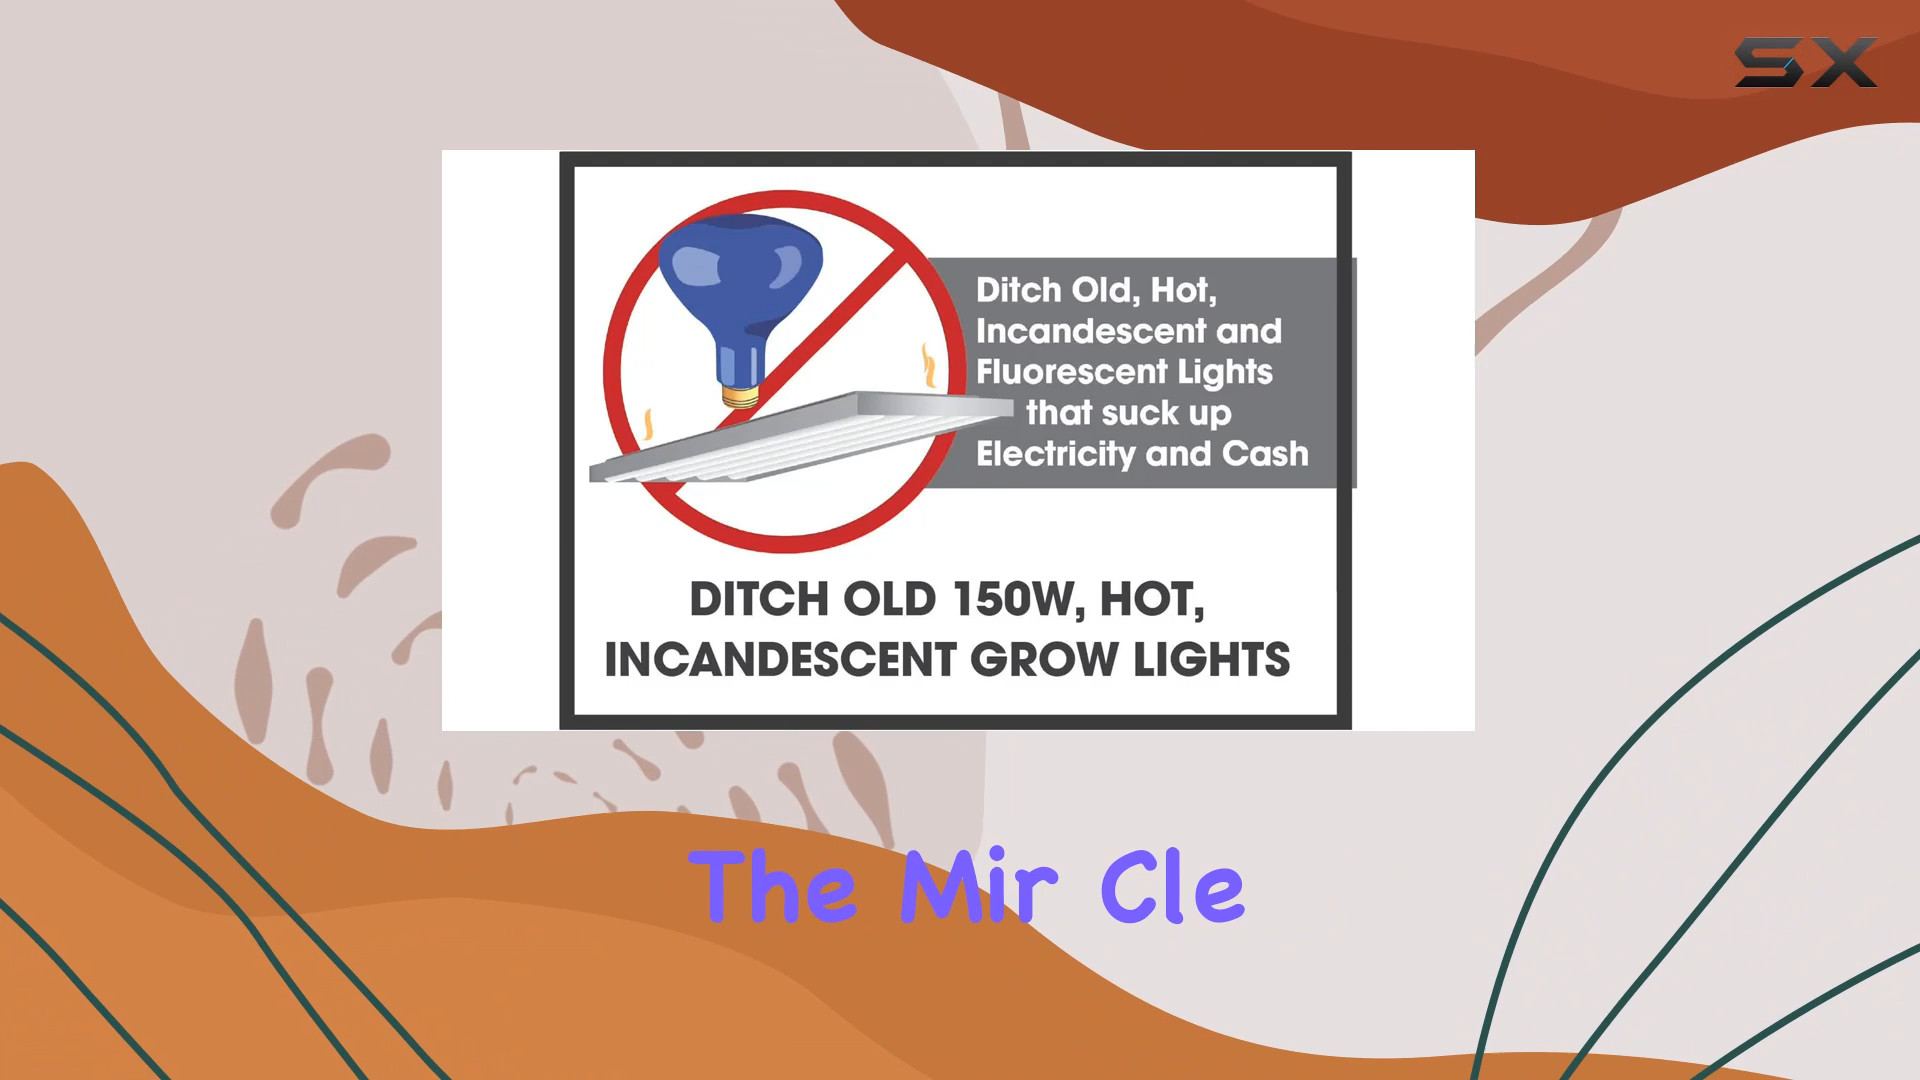 SX
Ditch Old, Hot,
Incandescent and
Fluorescent Lights
that suck up
Electricity and Cash
DITCH OLD 150W, HOT,
INCANDESCENT GROW LIGHTS
The Mir Cle